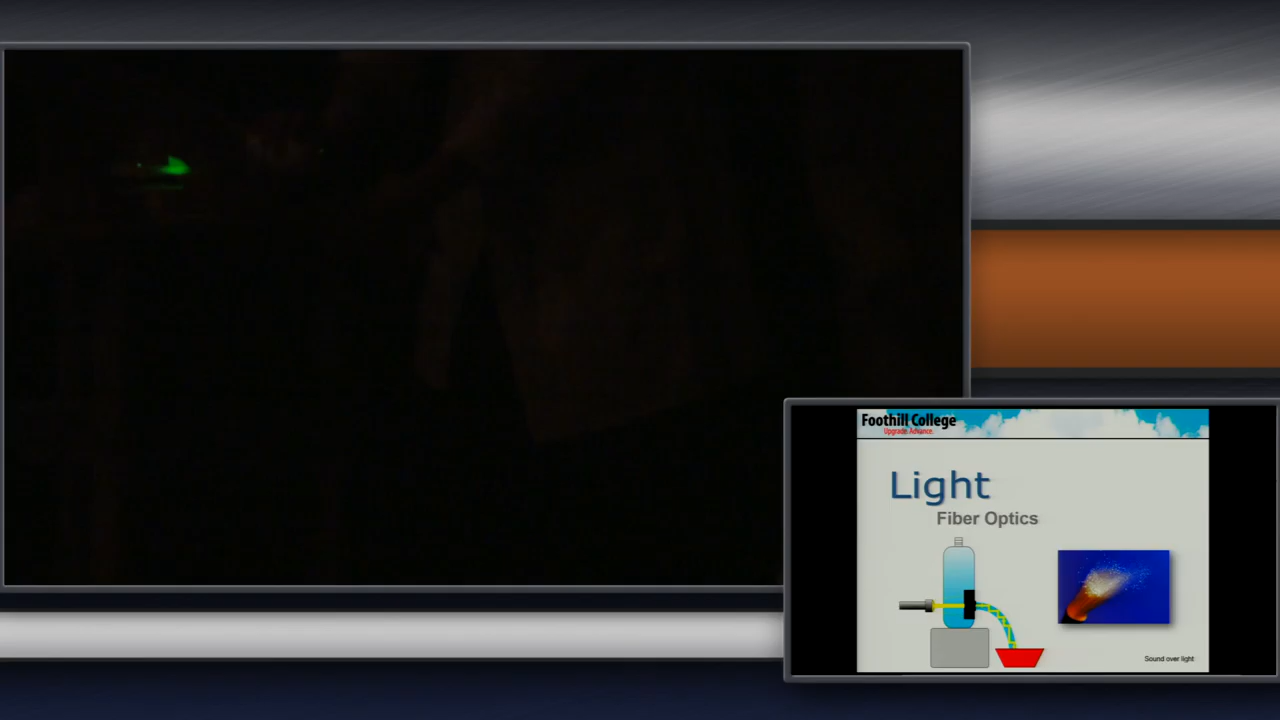 Foothill College
Upgrade. Advance.
Light
Fiber Optics
Sound over light